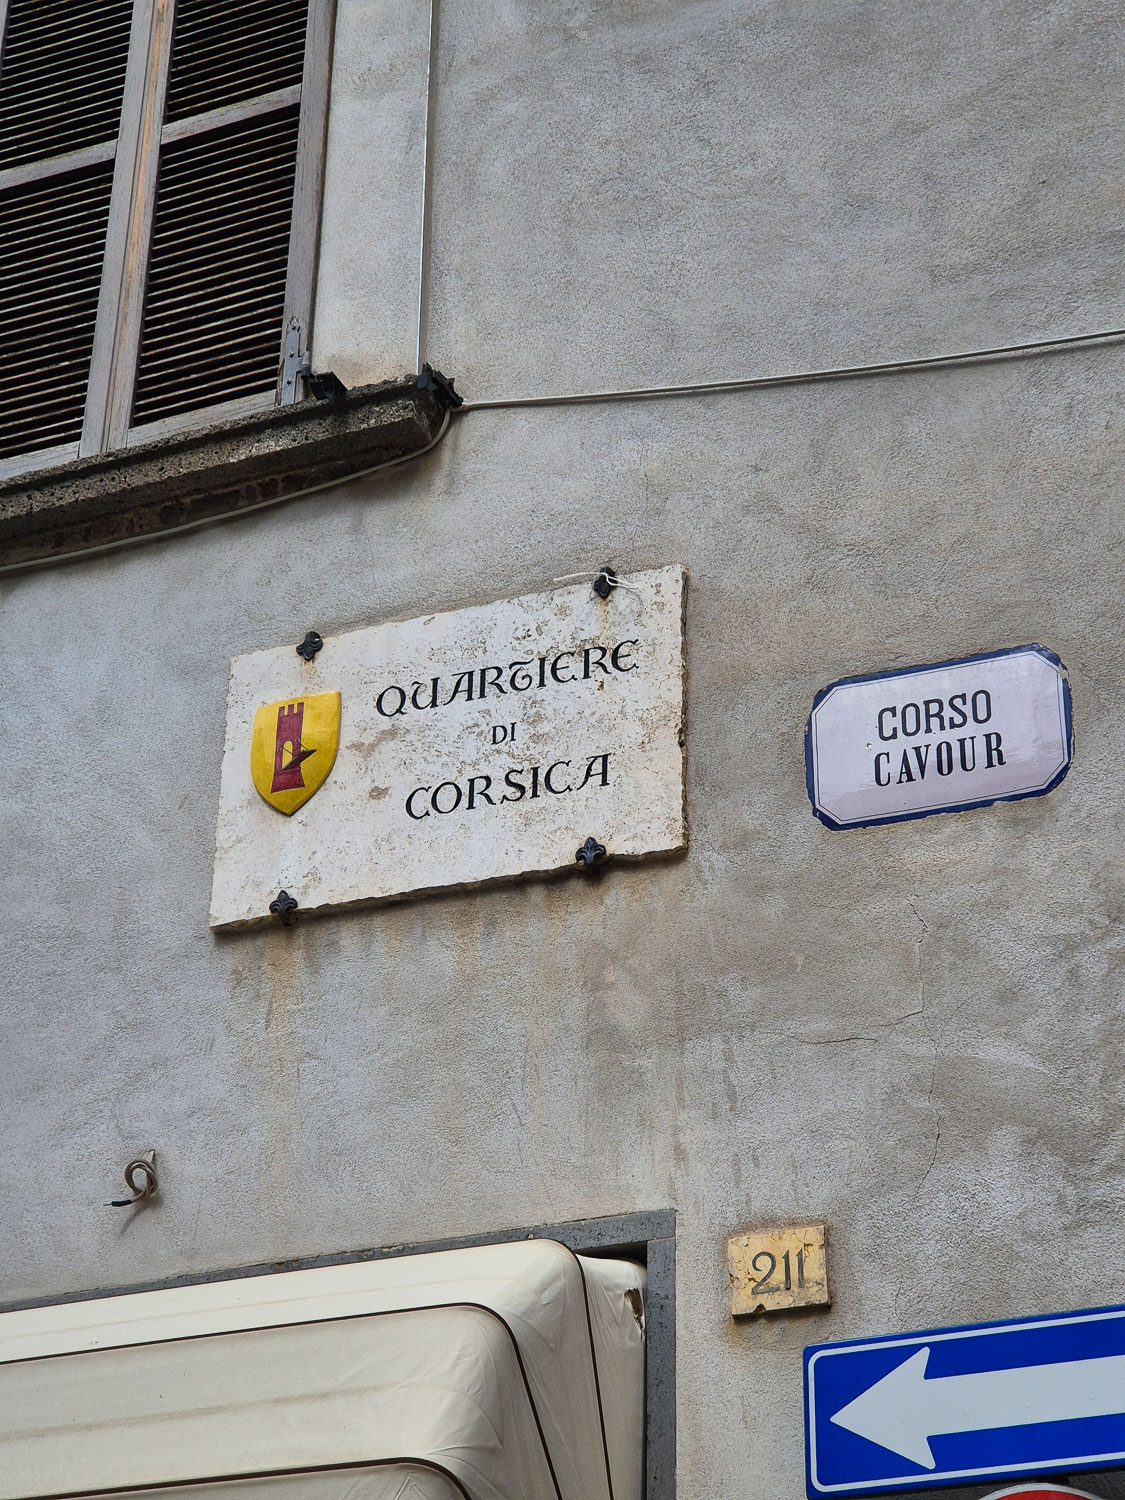 QUARTIERE
DI
CORSICA
CORSO
CAVOUR
211